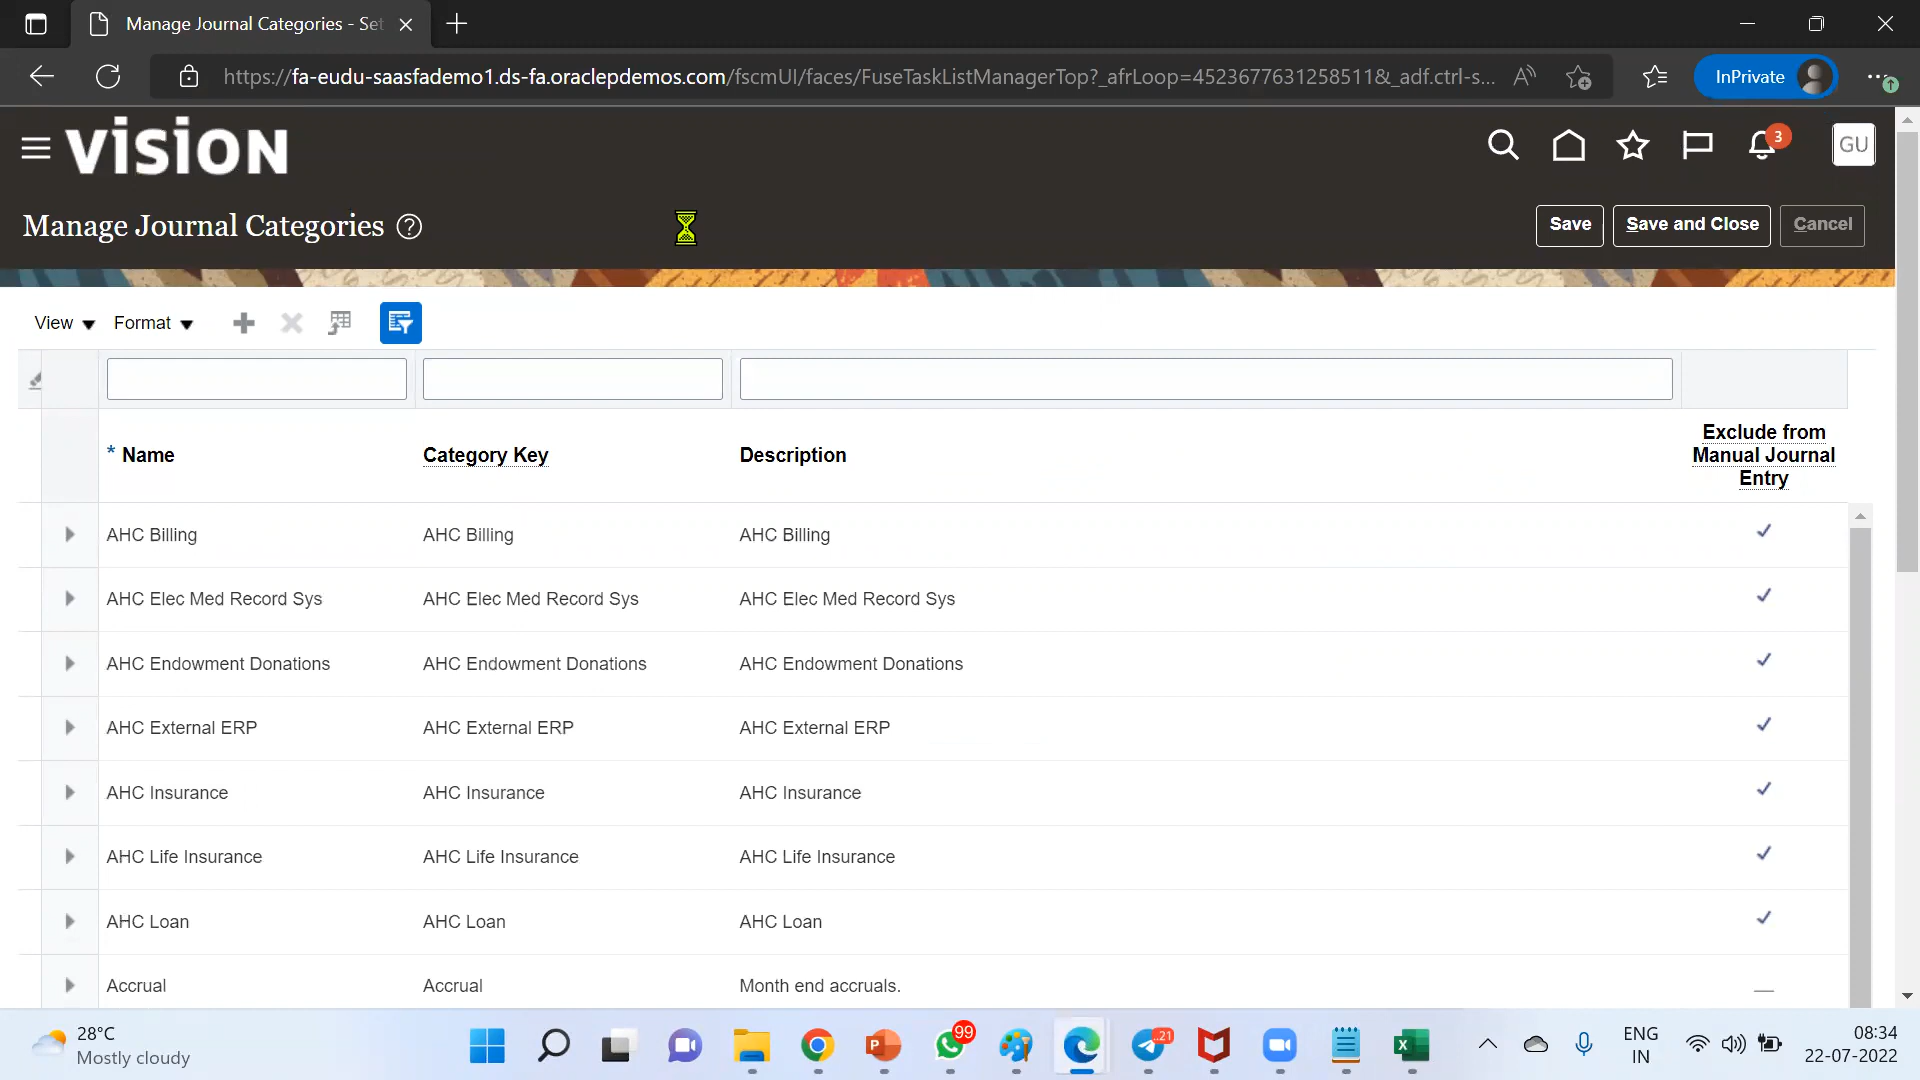 Manage Journal Categories - Set
https://fa-eudu-saasfademo1.ds-fa.oraclepdemos.com/fscmUI/faces/FuseTaskListManagerTop?_afrLoop=4523677631258511&_adf.ctrl-s...
InPrivate
VISION
3
GU
Manage Journal Categories ?
Save
Save and Close
Cancel
View Format
* Name Category Key Description Exclude from
Manual Journal
Entry
AHC Billing AHC Billing AHC Billing
AHC Elec Med Record Sys AHC Elec Med Record Sys AHC Elec Med Record Sys
AHC Endowment Donations AHC Endowment Donations AHC Endowment Donations
AHC External ERP AHC External ERP AHC External ERP
AHC Insurance AHC Insurance AHC Insurance
AHC Life Insurance AHC Life Insurance AHC Life Insurance
AHC Loan AHC Loan AHC Loan
Accrual Accrual Month end accruals.
28°C
Mostly cloudy
99
21
ENG
IN
08:34
22-07-2022